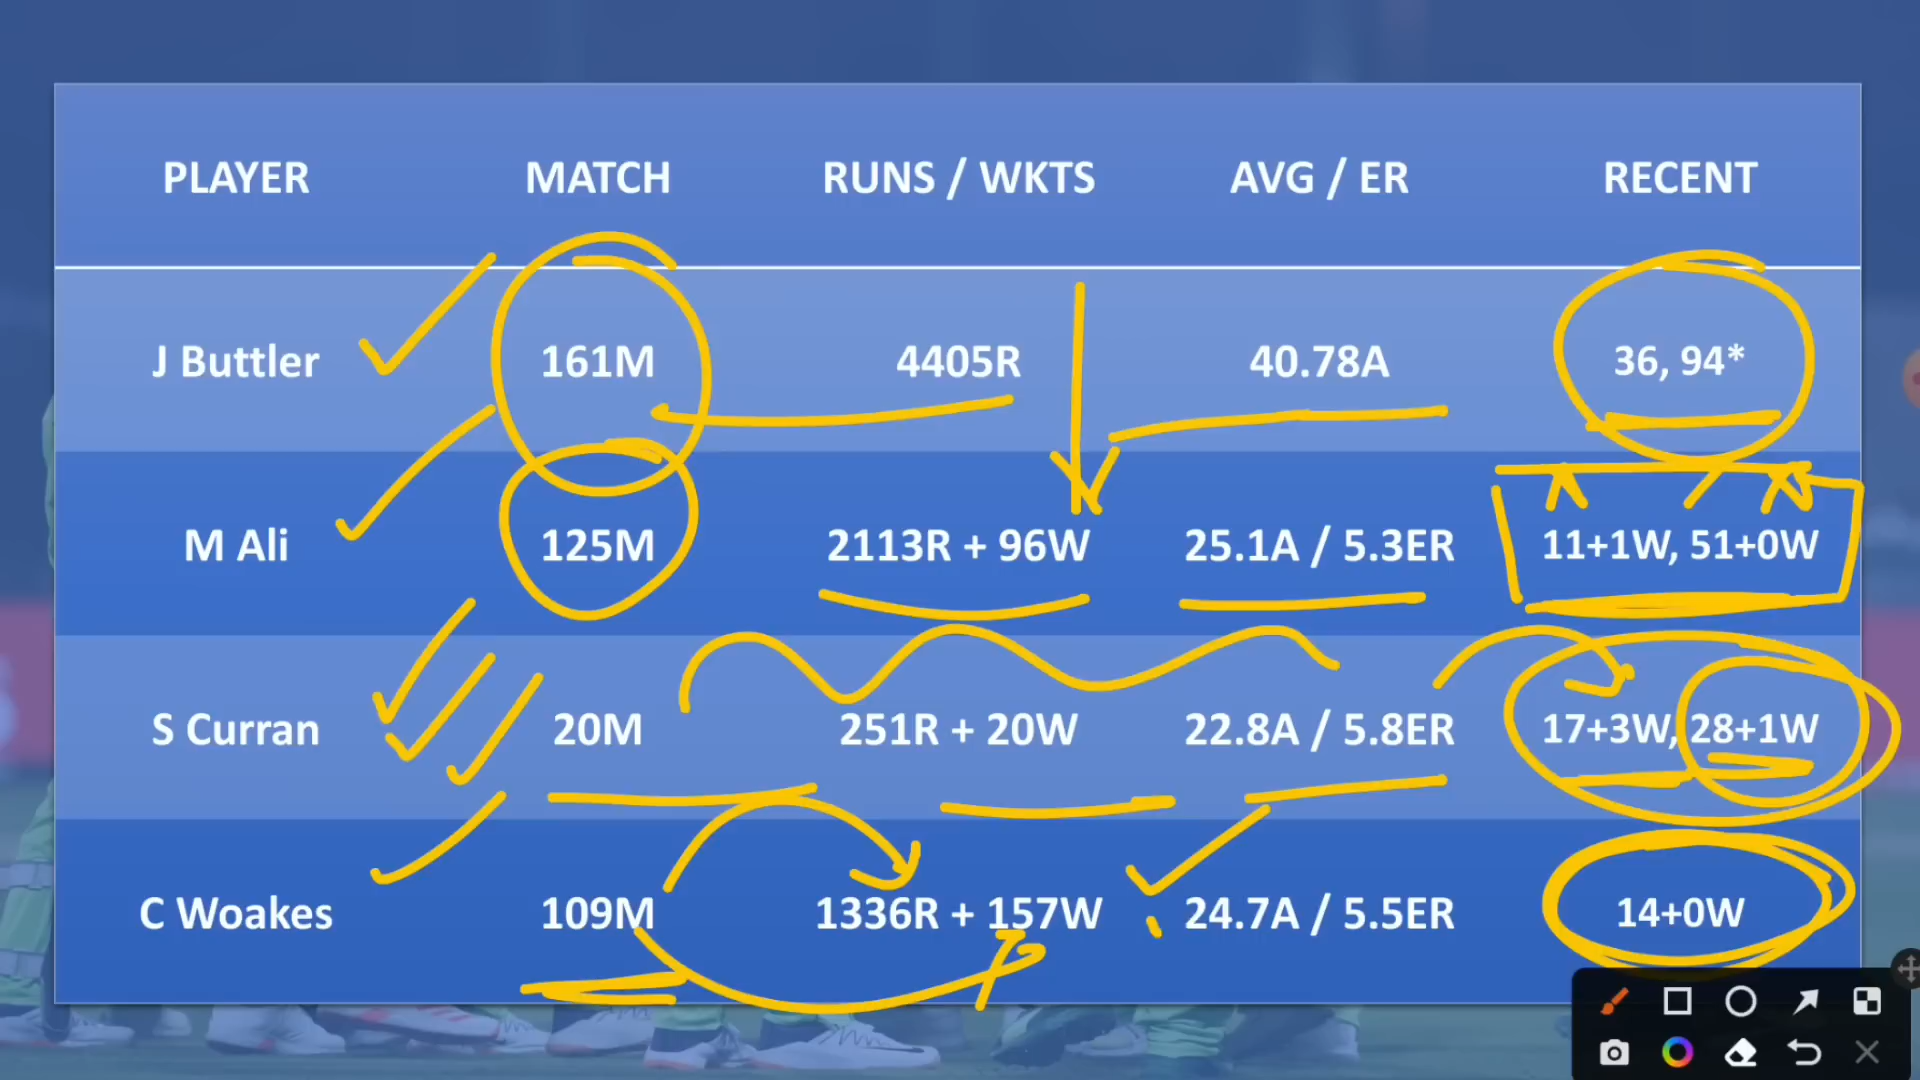 PLAYER MATCH RUNS / WKTS AVG / ER RECENT
J Buttler 161M 4405R 40.78A 36, 94*
M Ali 125M 2113R + 96W 25.1A / 5.3ER 11+1W, 51+0W
S Curran 20M 251R + 20W 22.8A / 5.8ER 17+3W, 28+1W
C Woakes 109M 1336R + 157W 24.7A / 5.5ER 14+0W